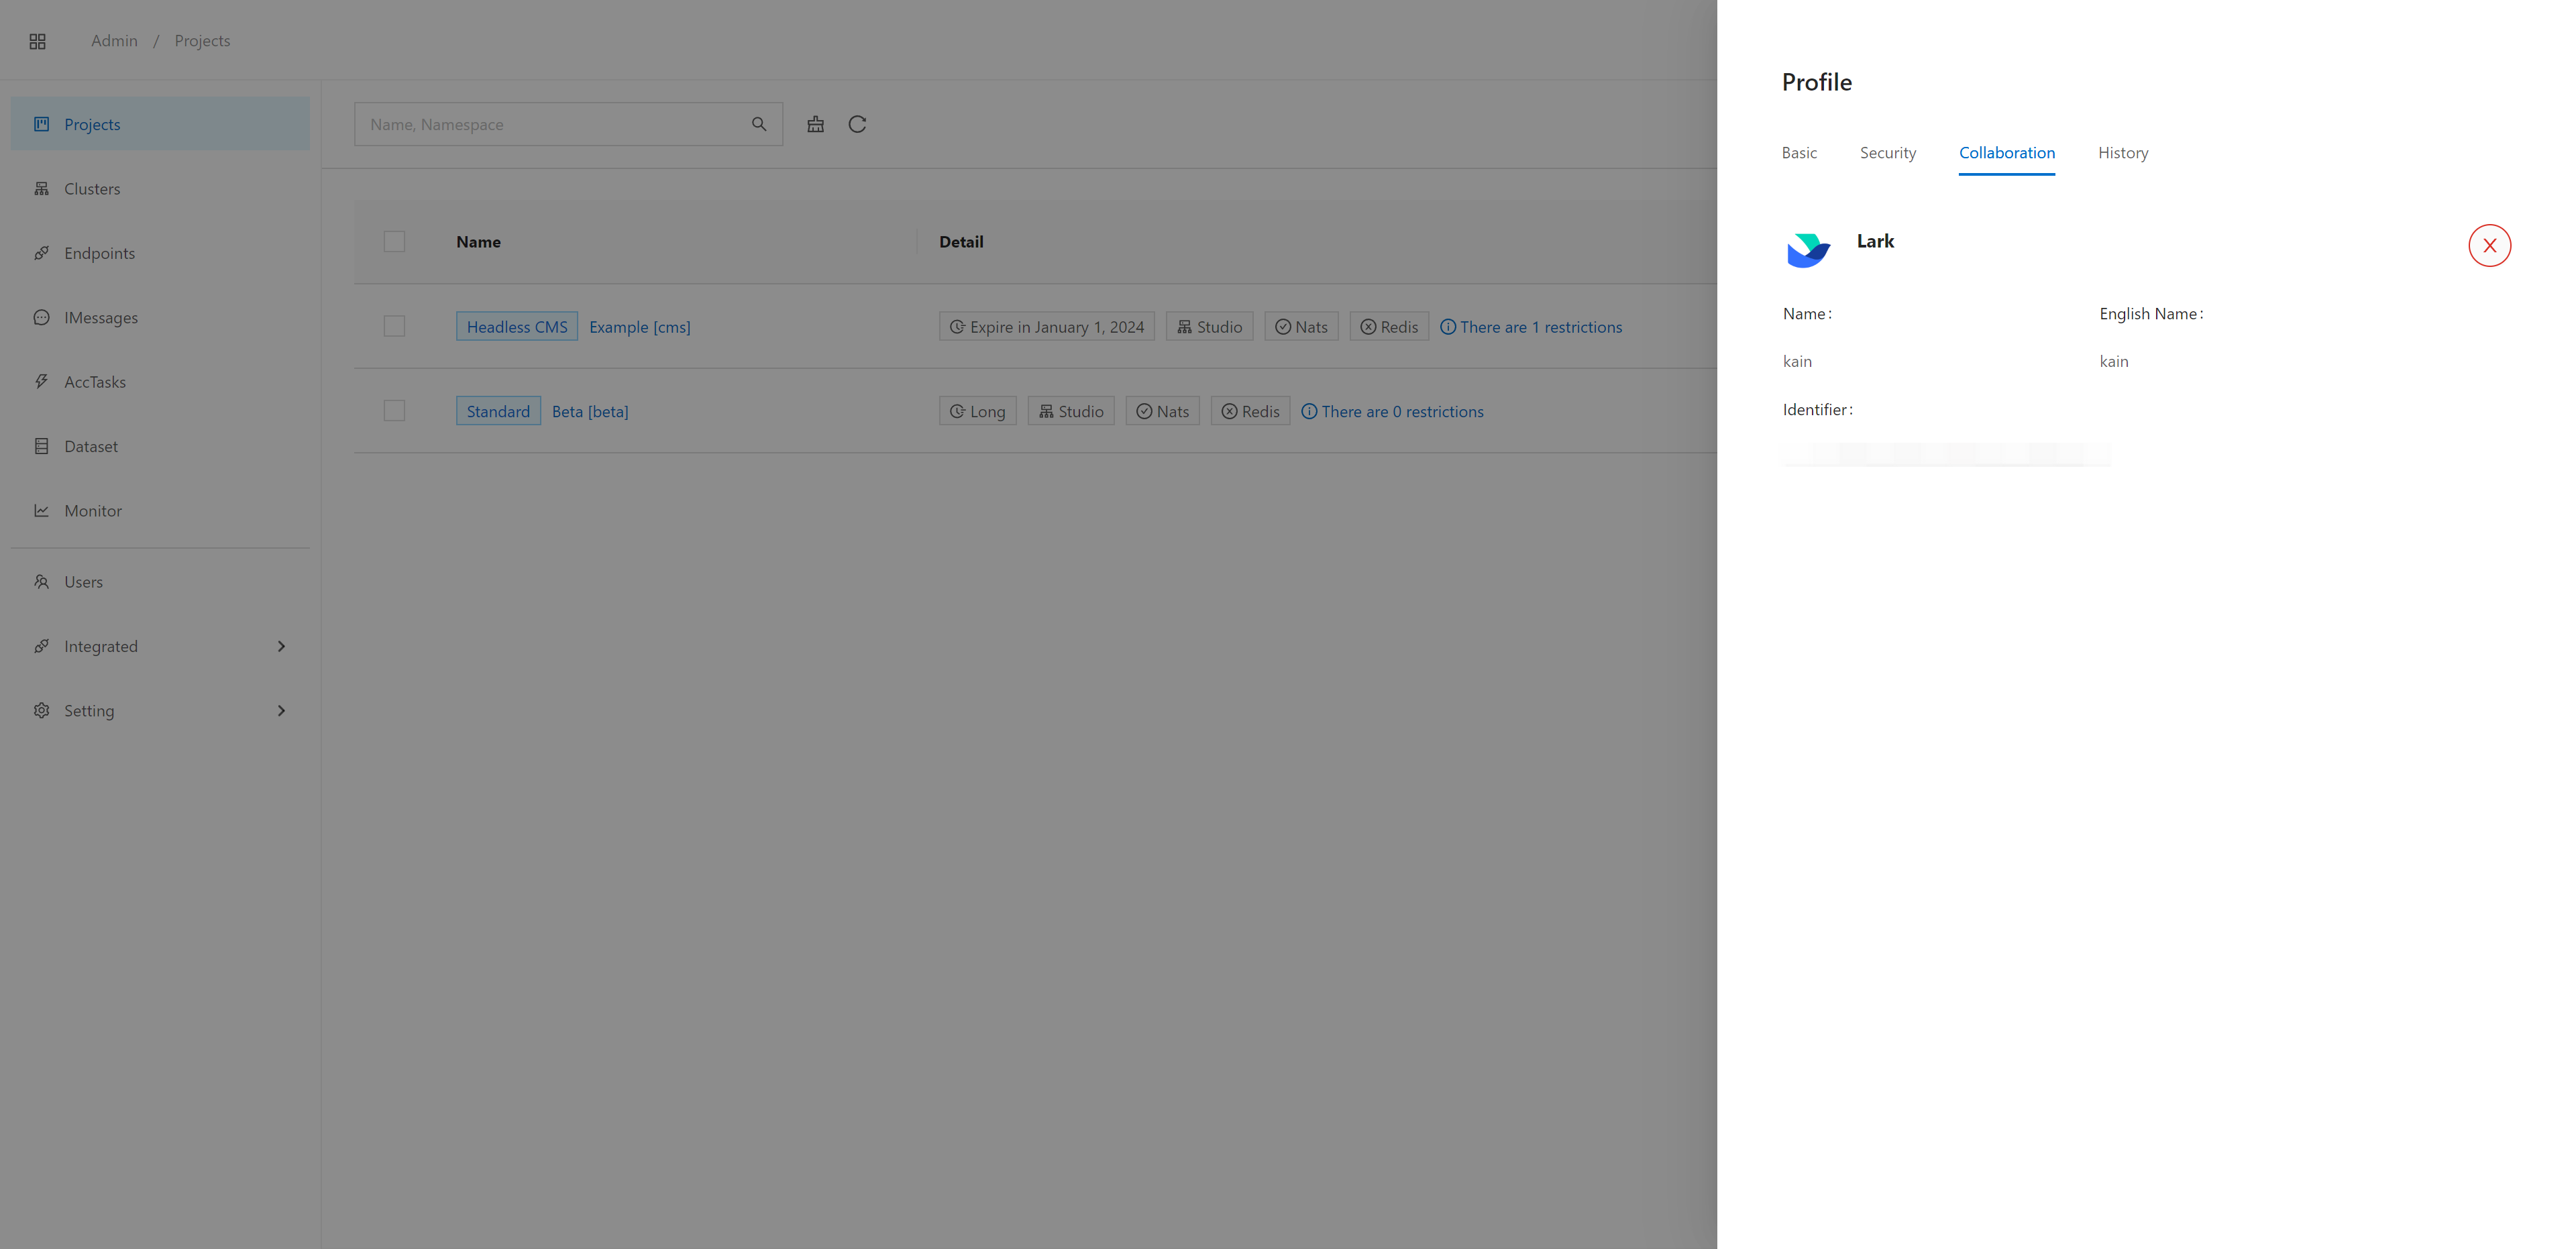 Admin / Projects
Projects
Clusters
Endpoints
IMessages
AccTasks
Dataset
Monitor
Users
Integrated
Setting
Name, Namespace
Name Detail
Headless CMS Example [cms] Expire in January 1, 2024 Studio Nats Redis There are 1 restrictions
Standard Beta [beta] Long Studio Nats Redis There are 0 restrictions
Profile
Basic Security Collaboration History
Lark
Name: English Name:
kain kain
Identifier: